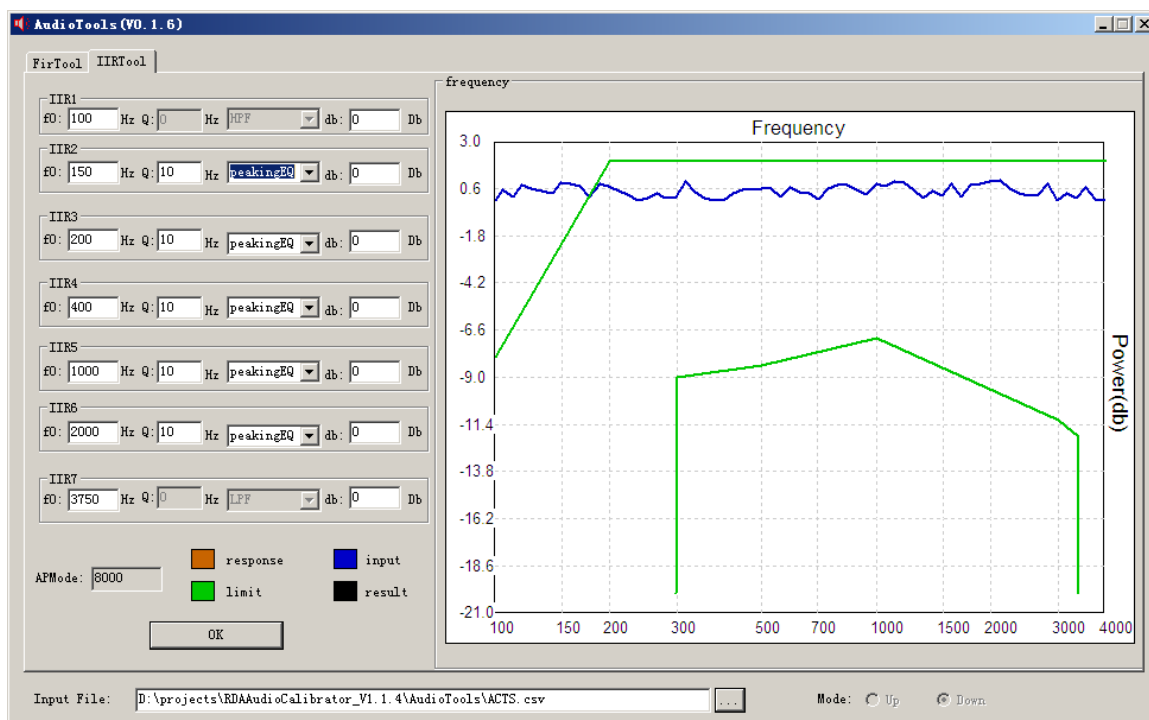 AudioTools(V0.1.6)
FirTool IIRTool
IIR1
f0: 100 Hz Q: 0 Hz HPF db: 0 Db
IIR2
f0: 150 Hz Q: 10 Hz peakingEQ db: 0 Db
IIR3
f0: 200 Hz Q: 10 Hz peakingEQ db: 0 Db
IIR4
f0: 400 Hz Q: 10 Hz peakingEQ db: 0 Db
IIR5
f0: 1000 Hz Q: 10 Hz peakingEQ db: 0 Db
IIR6
f0: 2000 Hz Q: 10 Hz peakingEQ db: 0 Db
IIR7
f0: 3750 Hz Q: 0 Hz LPF db: 0 Db
APMode: 8000
response input
limit result
OK
frequency
Frequency
3.0
0.6
-1.8
-4.2
-6.6
-9.0
-11.4
-13.8
-16.2
-18.6
-21.0
100 150 200 300 500 700 1000 1500 2000 3000 4000
Power(db)
Input File: D:\projects\RDAAudioCalibrator_V1.1.4\AudioTools\ACTS.csv ... Mode: Up Down